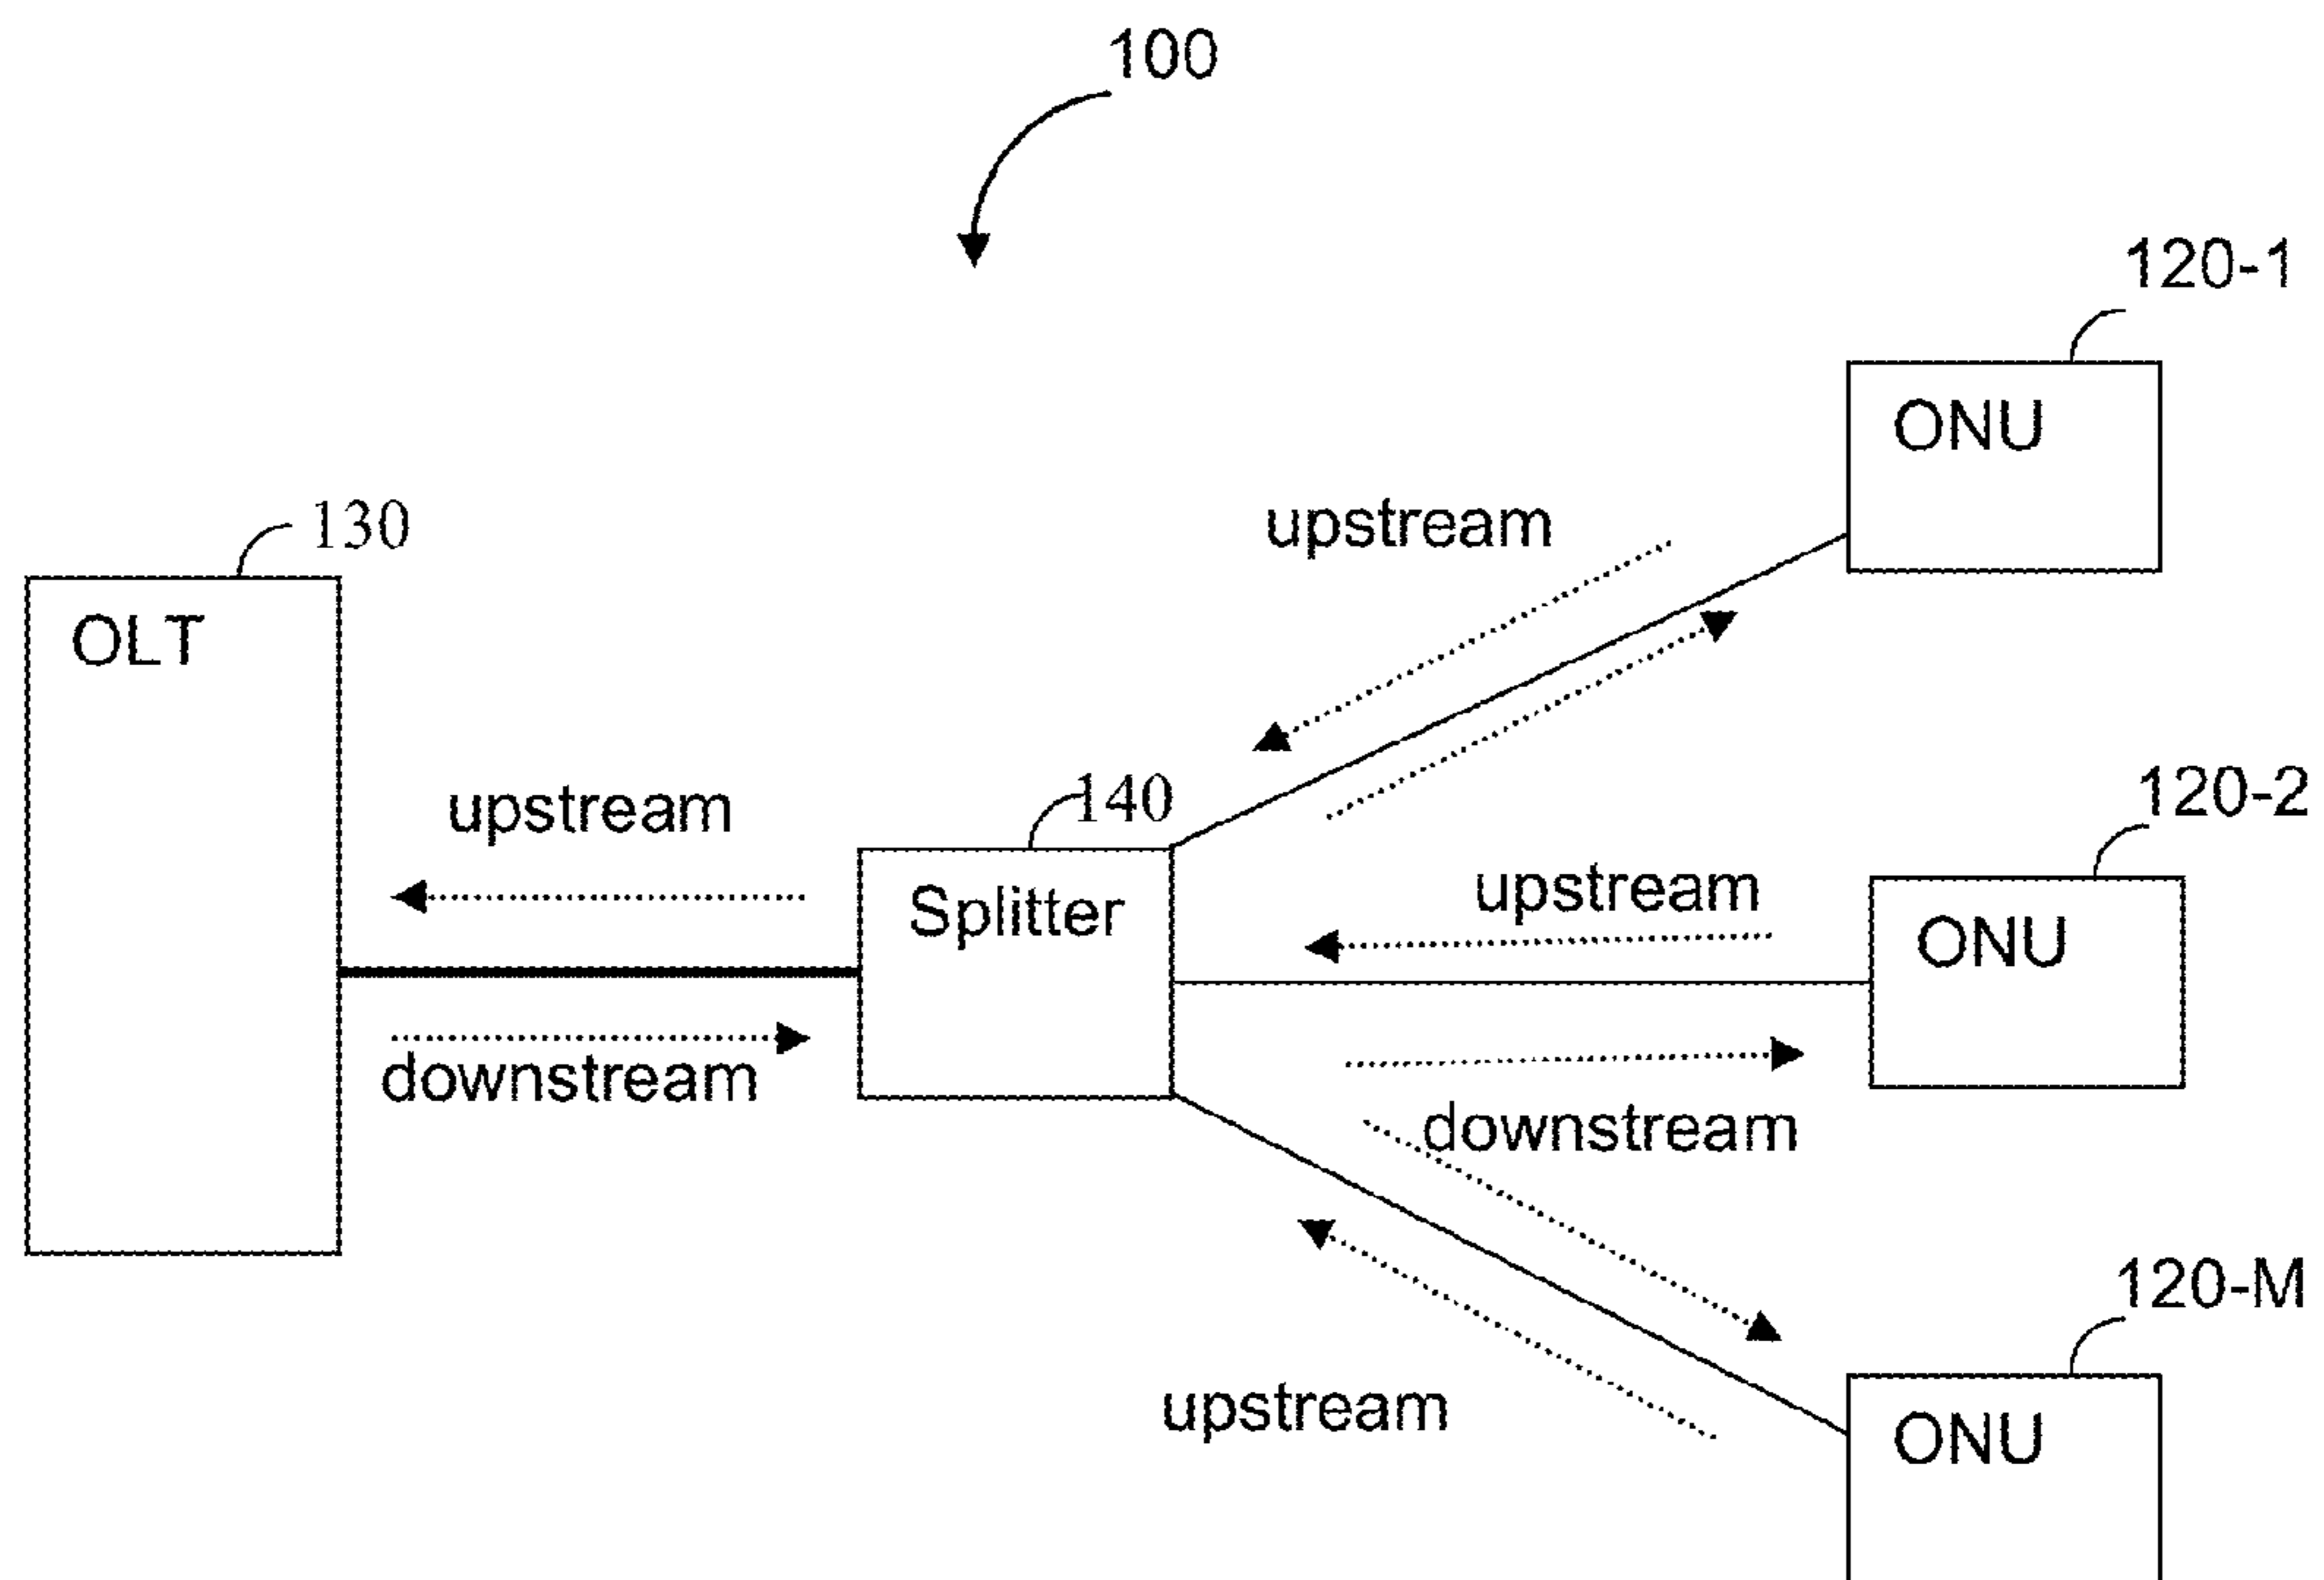 100
120-1
ONU
130
upstream
OLT
140
120-2
upstream
upstream
Splitter
ONU
downstream
downstream
120-M
upstream
ONU